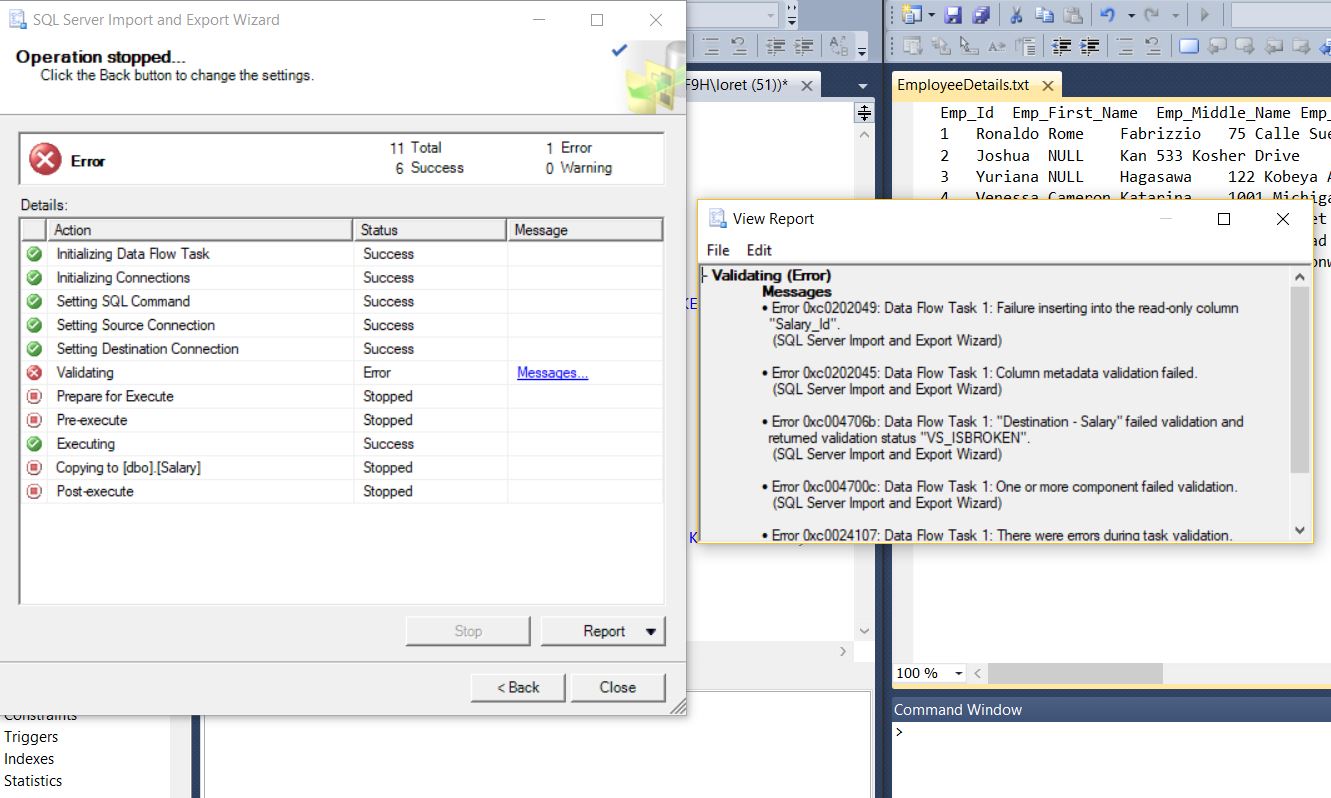 SQL Server Import and Export Wizard
Operation stopped...
Click the Back button to change the settings.
Error
11 Total
6 Success
1 Error
0 Warning
Details:
Action Status Message
Initializing Data Flow Task Success
Initializing Connections Success
Setting SQL Command Success
Setting Source Connection Success
Setting Destination Connection Success
Validating Error Messages...
Prepare for Execute Stopped
Pre-execute Stopped
Executing Success
Copying to [dbo].[Salary] Stopped
Post-execute Stopped
Stop Report
< Back Close
Constraints
Triggers
Indexes
Statistics
F9H\loret (51))*
KE
K
EmployeeDetails.txt
Emp_Id Emp_First_Name Emp_Middle_Name Emp_
1 Ronaldo Rome Fabrizzio 75 Calle Sue
2 Joshua NULL Kan 533 Kosher Drive
3 Yuriana NULL Hagasawa 122 Kobeya A
4 Venessa Cameron Katarina 1001 Michiga
View Report
File Edit
- Validating (Error)
Messages
• Error 0xc0202049: Data Flow Task 1: Failure inserting into the read-only column
"Salary_Id".
(SQL Server Import and Export Wizard)
• Error 0xc0202045: Data Flow Task 1: Column metadata validation failed.
(SQL Server Import and Export Wizard)
• Error 0xc004706b: Data Flow Task 1: "Destination - Salary" failed validation and
returned validation status "VS_ISBROKEN".
(SQL Server Import and Export Wizard)
• Error 0xc004700c: Data Flow Task 1: One or more component failed validation.
(SQL Server Import and Export Wizard)
• Error 0xc0024107: Data Flow Task 1: There were errors during task validation.
100 %
Command Window
>